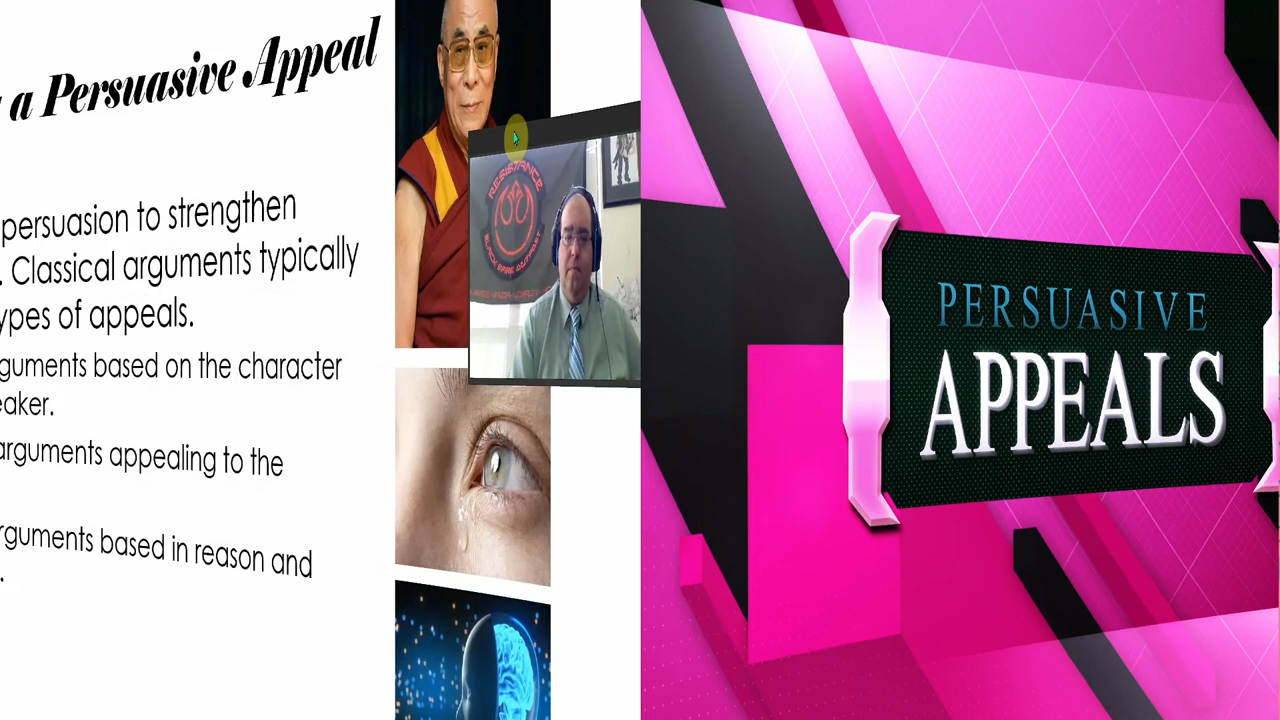 a Persuasive Appeal
persuasion to strengthen
. Classical arguments typically
ypes of appeals.
guments based on the character
eaker.
arguments appealing to the
rguments based in reason and
.
RESISTANCE
PERSUASIVE
APPEALS